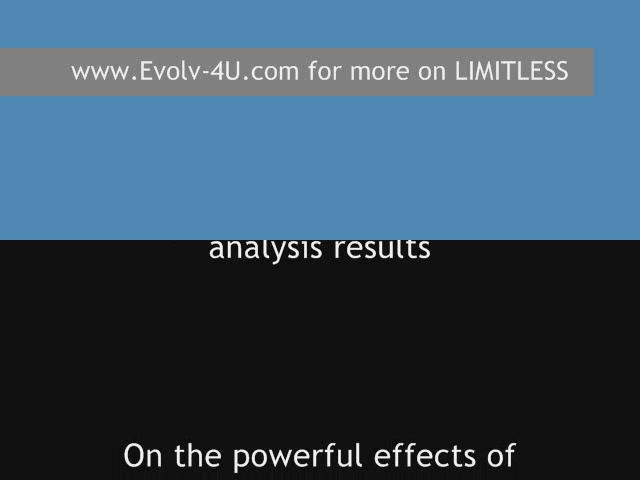 www.Evolv-4U.com for more on LIMITLESS
analysis results
On the powerful effects of